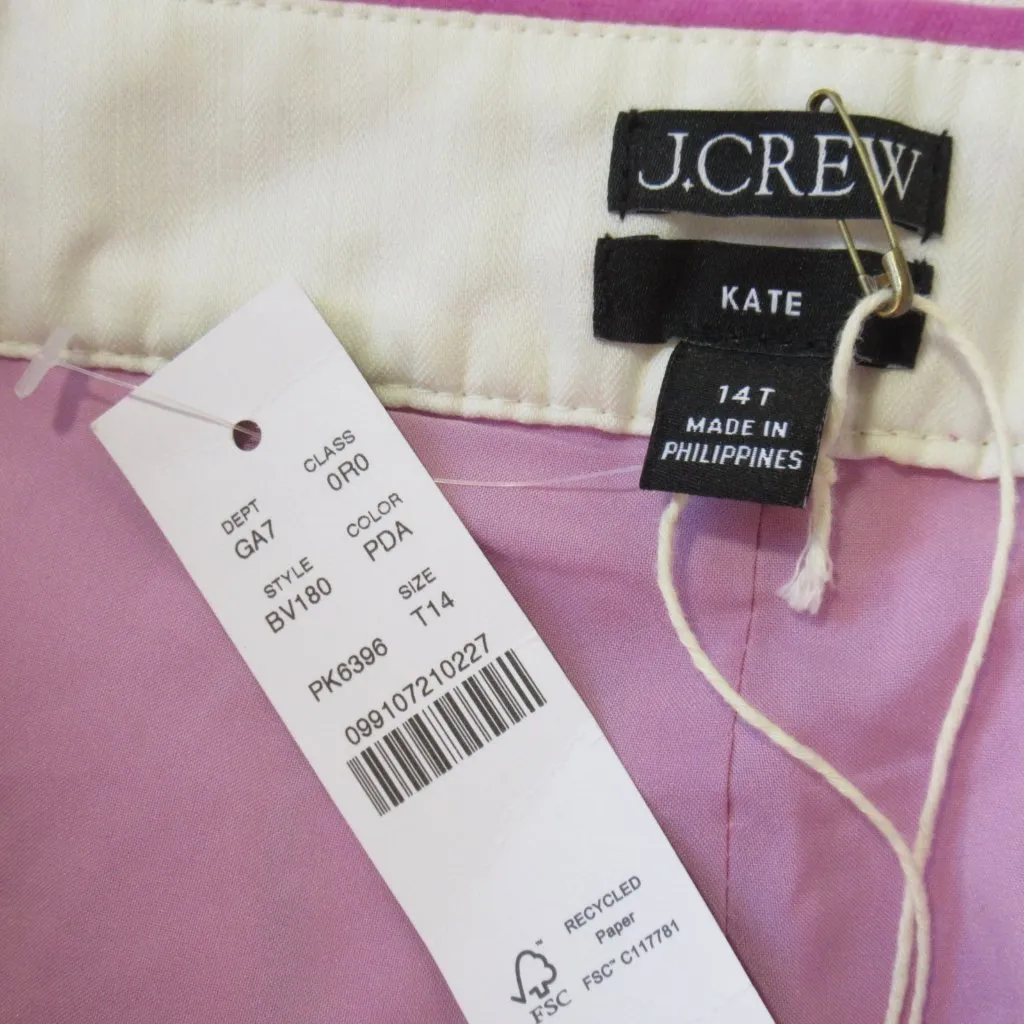 J.CREW
KATE
14T
MADE IN
PHILIPPINES
DEPT CLASS
GA7 0R0
STYLE COLOR
BV180 PDA
SIZE
PK6396 T14
099107210227
RECYCLED
Paper
FSC™ C117781
FSC